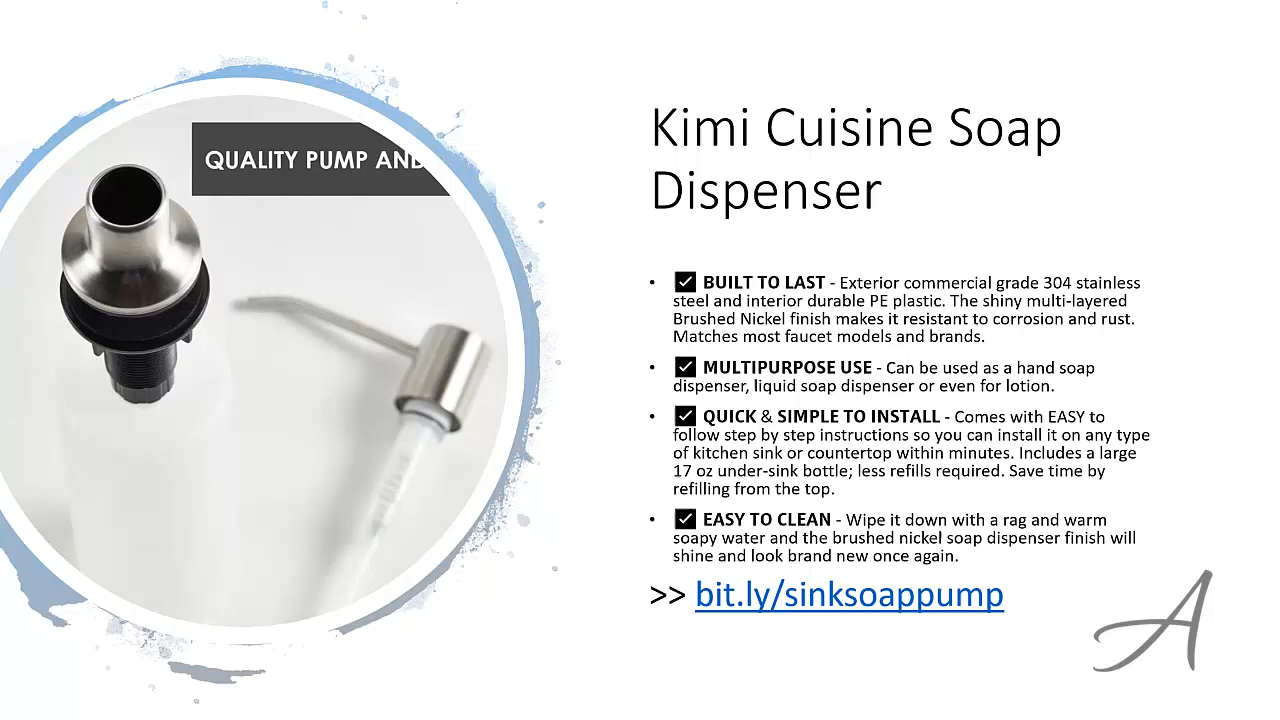 QUALITY PUMP AND
Kimi Cuisine Soap
Dispenser
• ☑ BUILT TO LAST - Exterior commercial grade 304 stainless
steel and interior durable PE plastic. The shiny multi-layered
Brushed Nickel finish makes it resistant to corrosion and rust.
Matches most faucet models and brands.
• ☑ MULTIPURPOSE USE - Can be used as a hand soap
dispenser, liquid soap dispenser or even for lotion.
• ☑ QUICK & SIMPLE TO INSTALL - Comes with EASY to
follow step by step instructions so you can install it on any type
of kitchen sink or countertop within minutes. Includes a large
17 oz under-sink bottle; less refills required. Save time by
refilling from the top.
• ☑ EASY TO CLEAN - Wipe it down with a rag and warm
soapy water and the brushed nickel soap dispenser finish will
shine and look brand new once again.
>> bit.ly/sinksoappump
A